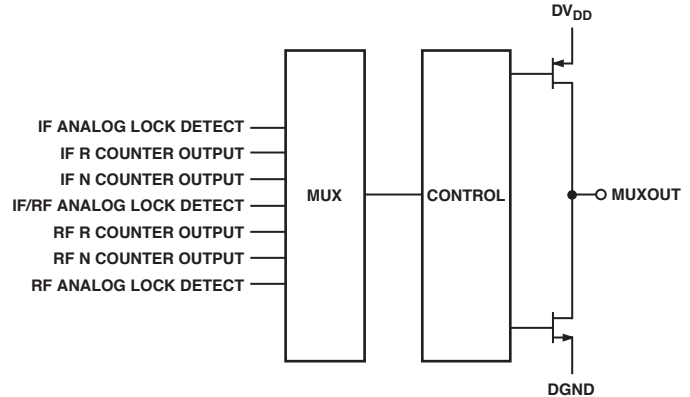 DVDD
IF ANALOG LOCK DETECT
IF R COUNTER OUTPUT
IF N COUNTER OUTPUT
IF/RF ANALOG LOCK DETECT
RF R COUNTER OUTPUT
RF N COUNTER OUTPUT
RF ANALOG LOCK DETECT
MUX
CONTROL
MUXOUT
DGND